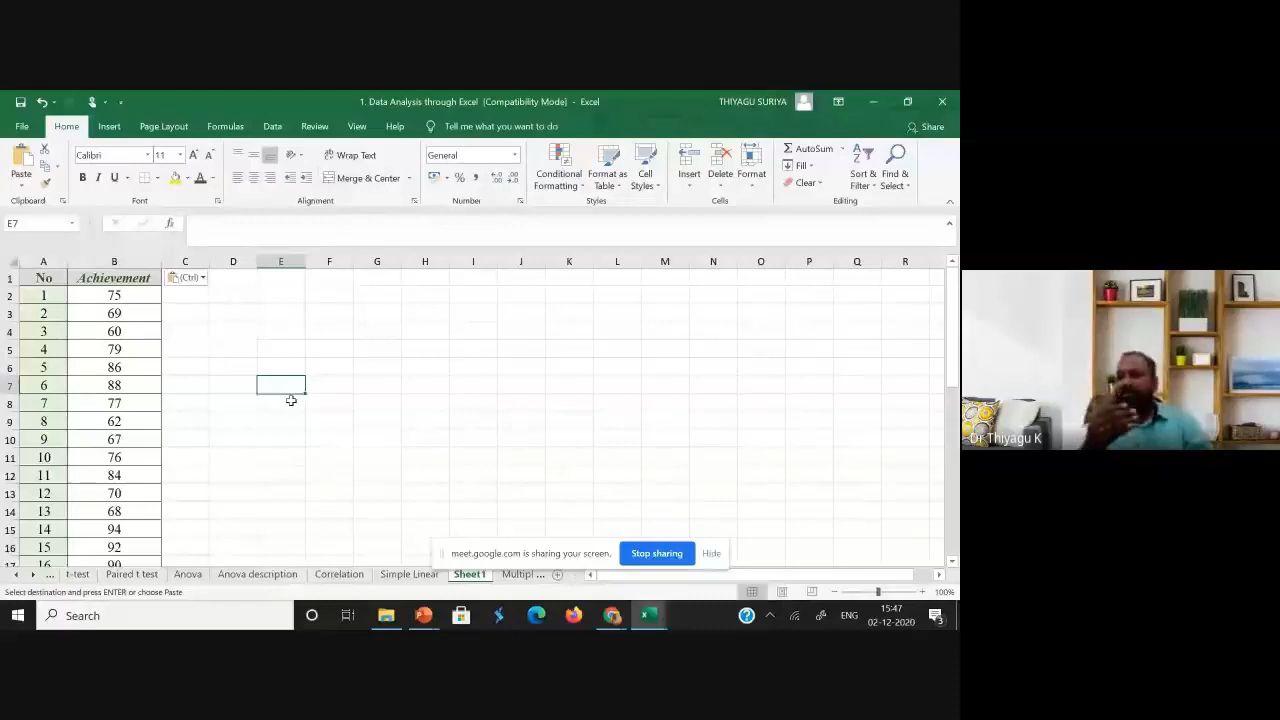 1. Data Analysis through Excel [Compatibility Mode] - Excel
THIYAGU SURIYA
File Home Insert Page Layout Formulas Data Review View Help Tell me what you want to do Share
Paste
Clipboard
Calibri 11
B I U
Font
Wrap Text
Merge & Center
Alignment
General
Number
Conditional Formatting
Format as Table
Cell Styles
Styles
Insert Delete Format
Cells
AutoSum
Fill
Clear
Sort & Filter
Find & Select
Editing
E7 fx
A B C D E F G H I J K L M N O P Q R
1 No Achievement (Ctrl)
2 1 75
3 2 69
4 3 60
5 4 79
6 5 86
7 6 88
8 7 77
9 8 62
10 9 67
11 10 76
12 11 84
13 12 70
14 13 68
15 14 94
16 15 92
17 16 90
meet.google.com is sharing your screen. Stop sharing Hide
... t-test Paired t test Anova Anova description Correlation Simple Linear Sheet1 Multipl ...
Select destination and press ENTER or choose Paste
100%
Search
ENG
15:47
02-12-2020
3
Dr Thiyagu K